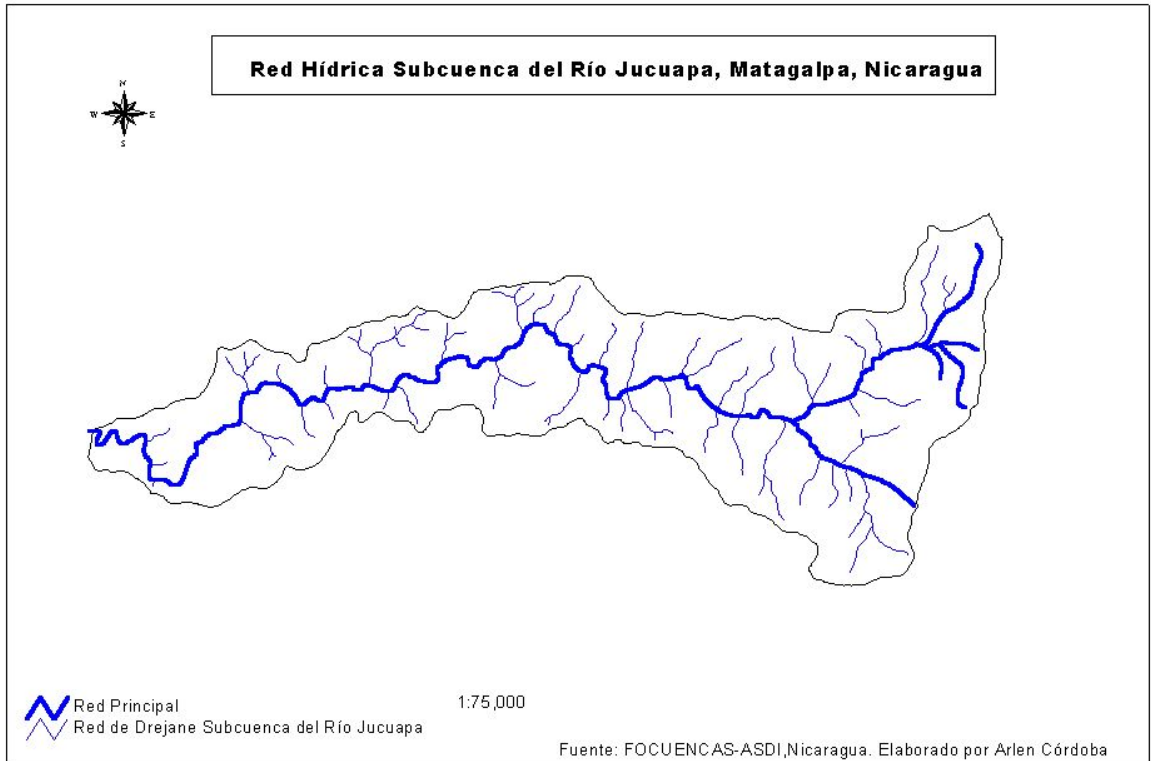 Red Hídrica Subcuenca del Río Jucuapa, Matagalpa, Nicaragua
N
W E
S
Red Principal
1:75,000
Red de Drejane Subcuenca del Río Jucuapa
Fuente: FOCUENCAS-ASDI,Nicaragua. Elaborado por Arlen Córdoba